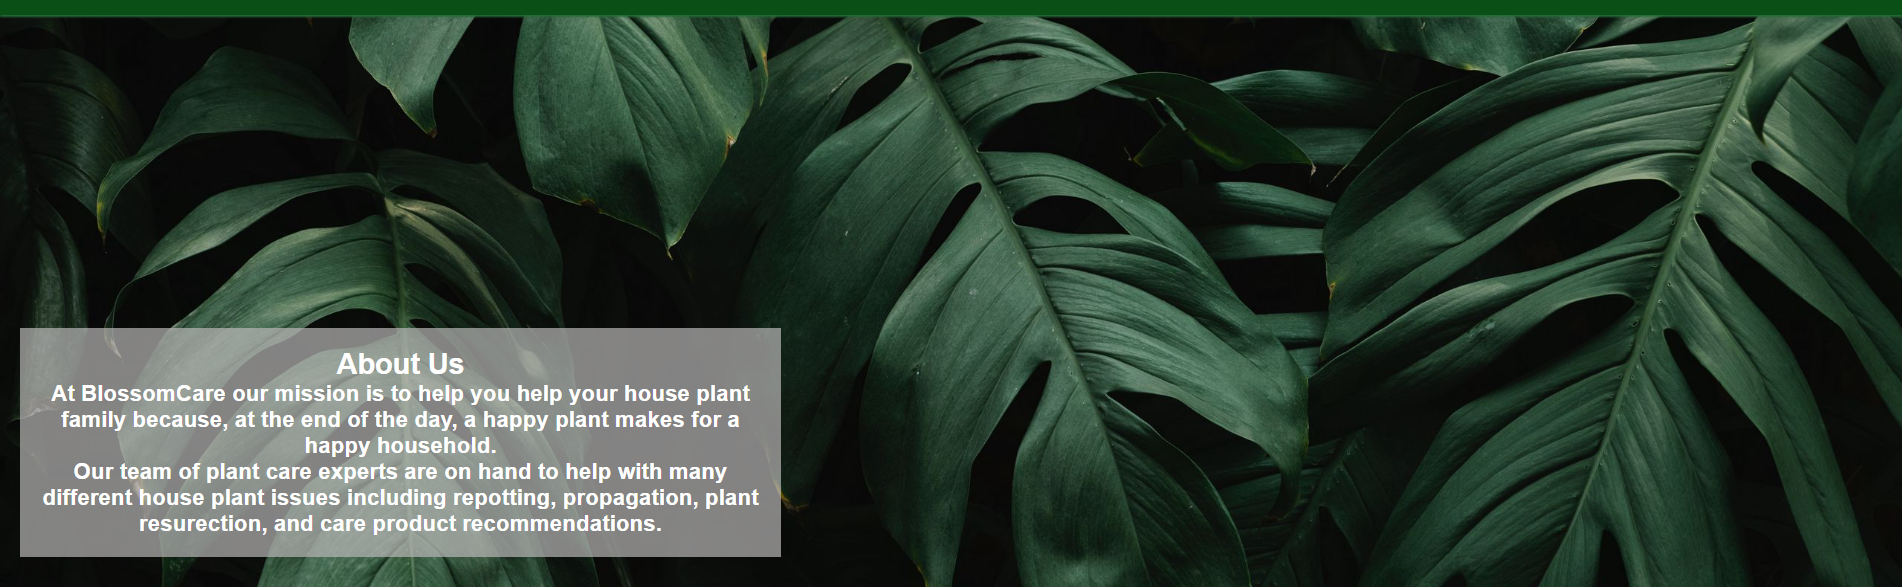 About Us
At BlossomCare our mission is to help you help your house plant
family because, at the end of the day, a happy plant makes for a
happy household.
Our team of plant care experts are on hand to help with many
different house plant issues including repotting, propagation, plant
resurection, and care product recommendations.